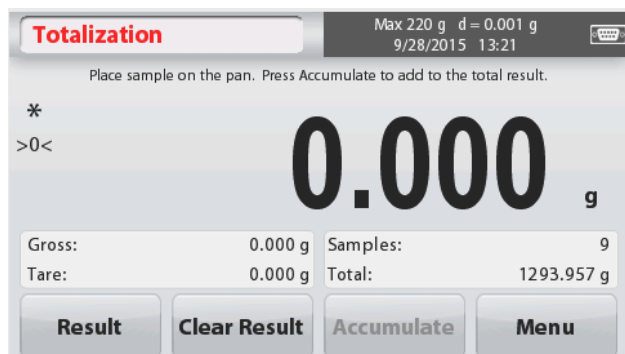 Totalization
Max 220 g d = 0.001 g
9/28/2015 13:21
Place sample on the pan. Press Accumulate to add to the total result.
*
>0<
0.000 g
Gross: 0.000 g Samples: 9
Tare: 0.000 g Total: 1293.957 g
Result Clear Result Accumulate Menu